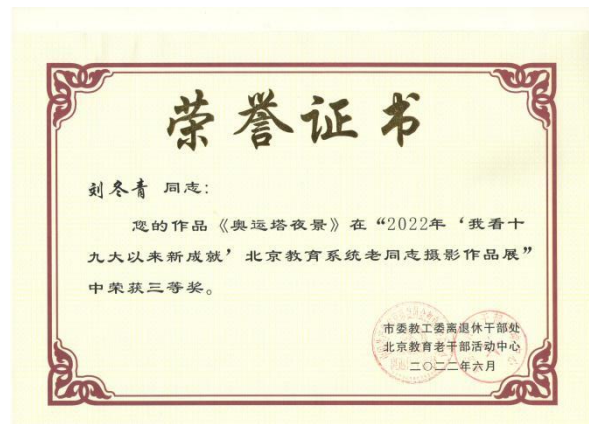 荣誉证书
刘冬青 同志：
您的作品《奥运塔夜景》在“2022年‘我看十
九大以来新成就’北京教育系统老同志摄影作品展”
中荣获三等奖。
市委教工委离退休干部处
北京教育老干部活动中心
二〇二二年六月